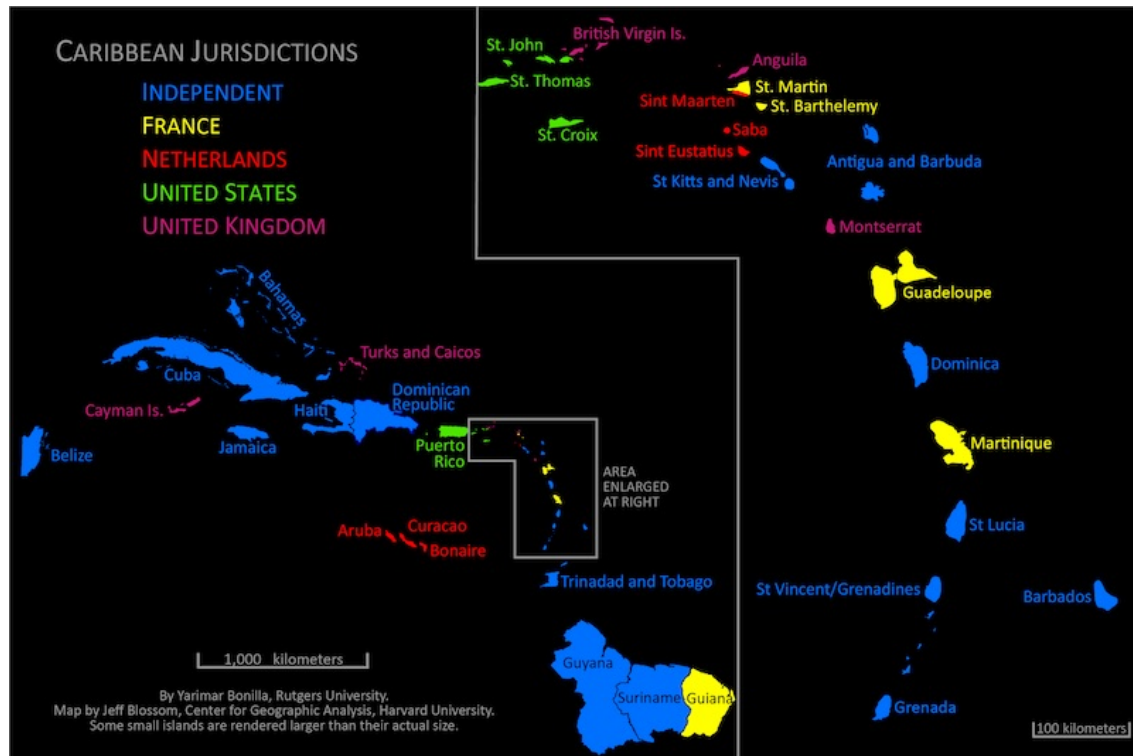 CARIBBEAN JURISDICTIONS
INDEPENDENT
FRANCE
NETHERLANDS
UNITED STATES
UNITED KINGDOM
British Virgin Is.
St. John
St. Thomas
St. Croix
Anguila
St. Martin
Sint Maarten
St. Barthelemy
Saba
Sint Eustatius
St Kitts and Nevis
Antigua and Barbuda
Montserrat
Guadeloupe
Dominica
Martinique
St Lucia
St Vincent/Grenadines
Barbados
Grenada
100 kilometers
Bahamas
Turks and Caicos
Cuba
Cayman Is.
Haiti
Dominican
Republic
Jamaica
Belize
Puerto
Rico
AREA
ENLARGED
AT RIGHT
Aruba
Curacao
Bonaire
Trinidad and Tobago
Guyana
Suriname
Guiana
1,000 kilometers
By Yarimar Bonilla, Rutgers University.
Map by Jeff Blossom, Center for Geographic Analysis, Harvard University.
Some small islands are rendered larger than their actual size.